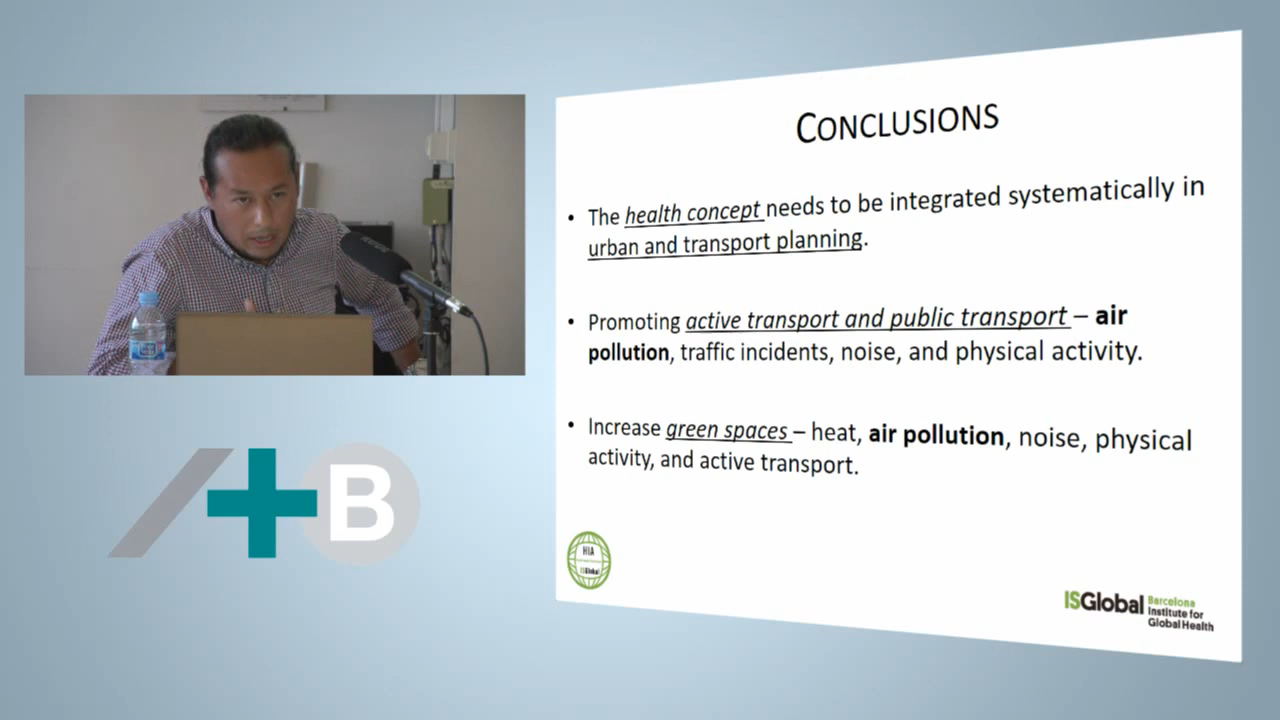 CONCLUSIONS
• The health concept needs to be integrated systematically in
urban and transport planning.
• Promoting active transport and public transport – air
pollution, traffic incidents, noise, and physical activity.
• Increase green spaces – heat, air pollution, noise, physical
activity, and active transport.
B
HIA
ISGlobal
ISGlobal Barcelona
Institute for
Global Health